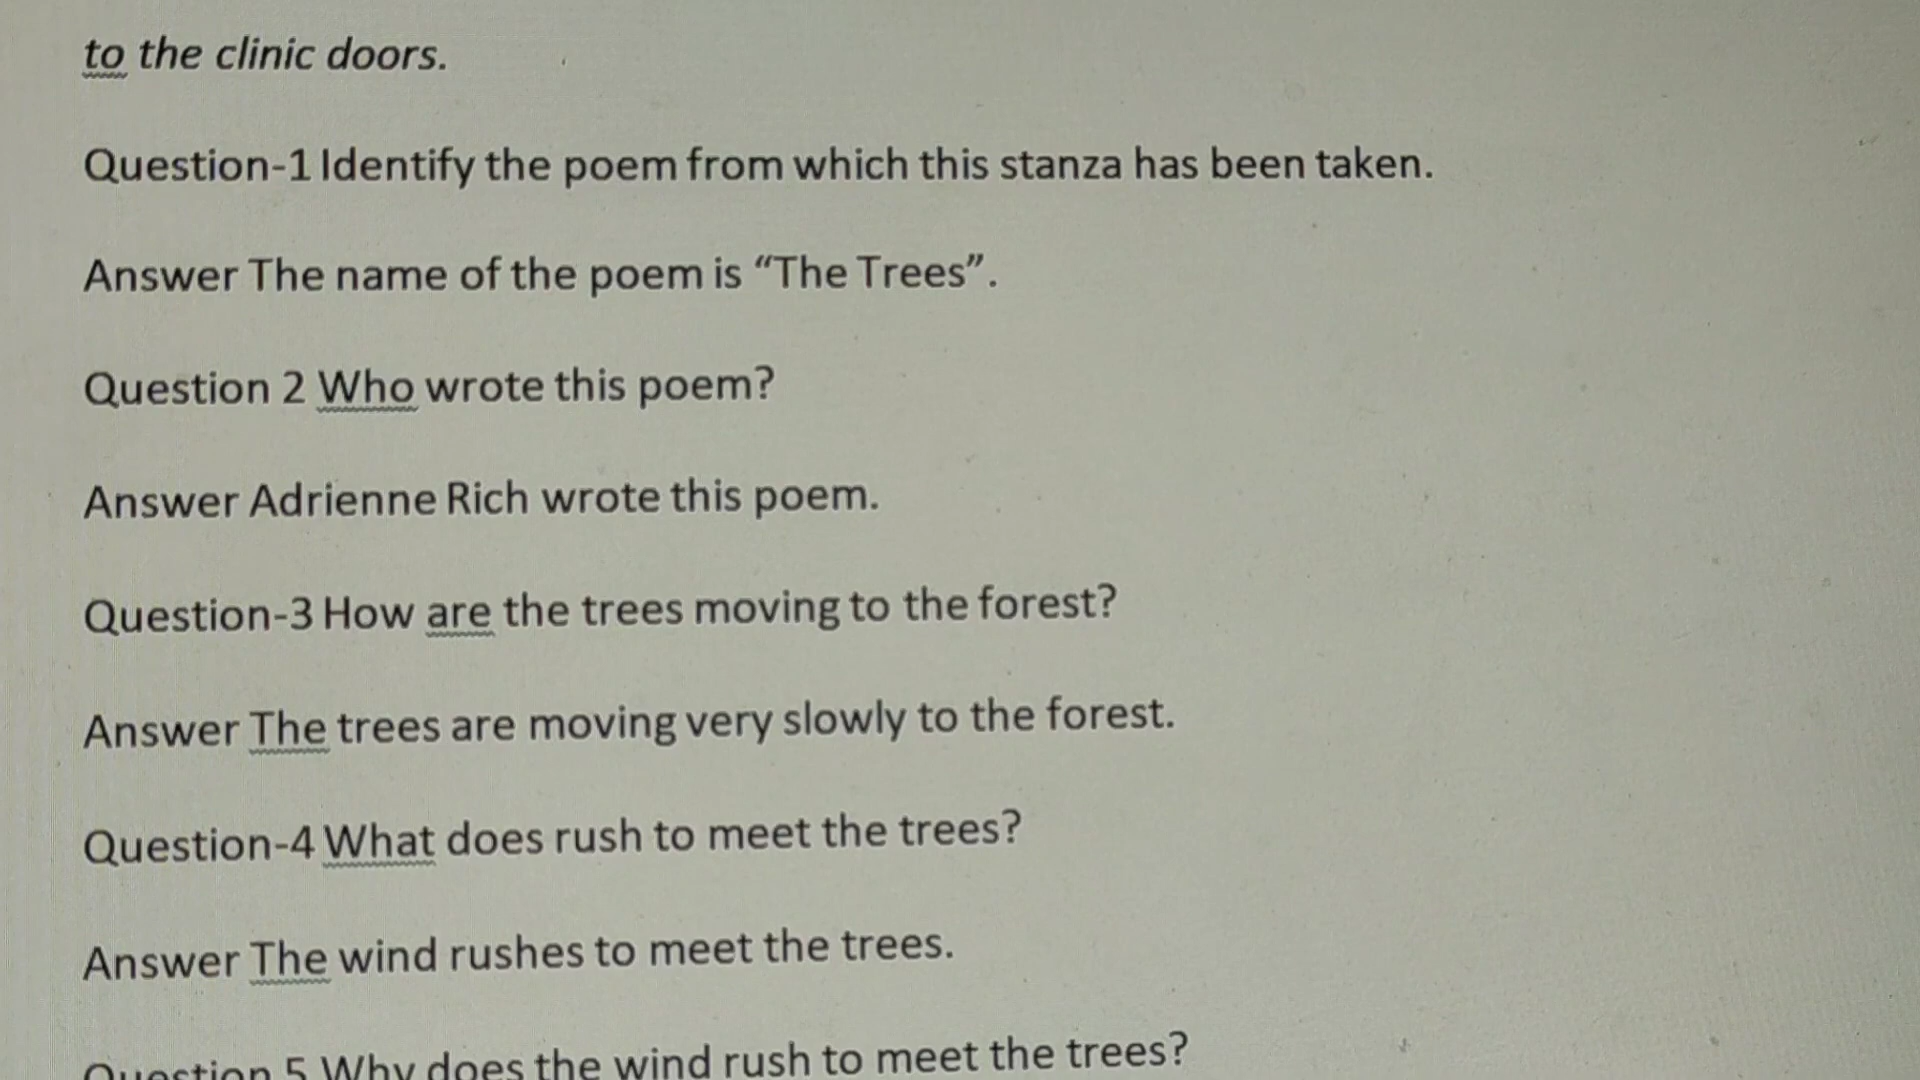 to the clinic doors.
Question-1 Identify the poem from which this stanza has been taken.
Answer The name of the poem is “The Trees”.
Question 2 Who wrote this poem?
Answer Adrienne Rich wrote this poem.
Question-3 How are the trees moving to the forest?
Answer The trees are moving very slowly to the forest.
Question-4 What does rush to meet the trees?
Answer The wind rushes to meet the trees.
Question 5 Why does the wind rush to meet the trees?